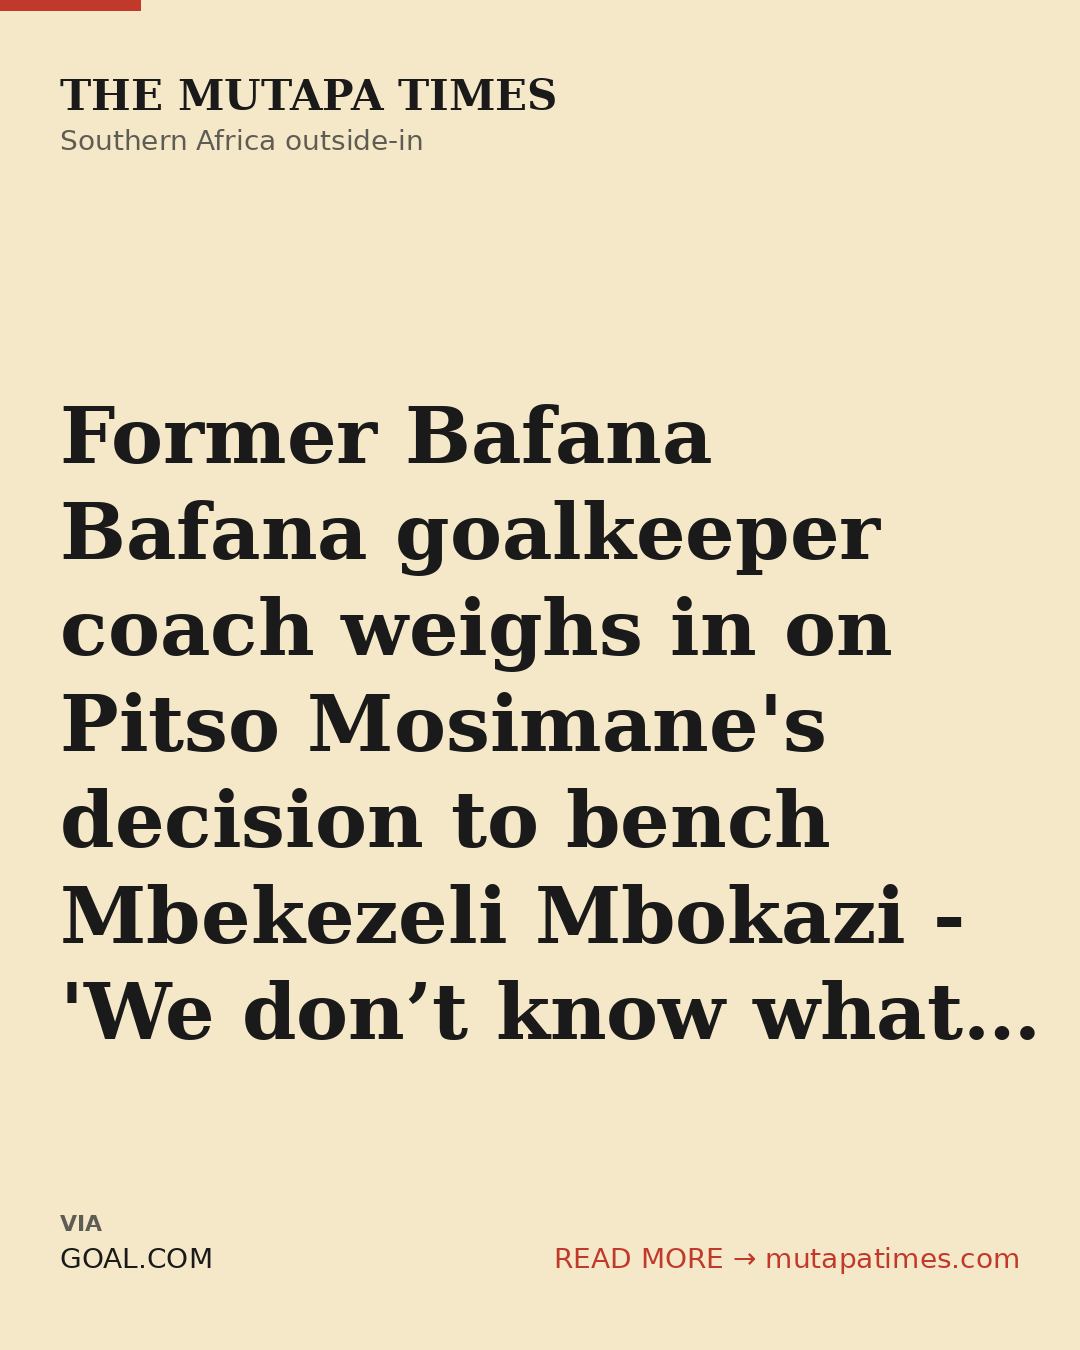 THE MUTAPA TIMES
Southern Africa outside-in
Former Bafana
Bafana goalkeeper
coach weighs in on
Pitso Mosimane's
decision to bench
Mbekezeli Mbokazi -
'We don’t know what…
VIA
GOAL.COM
READ MORE → mutapatimes.com